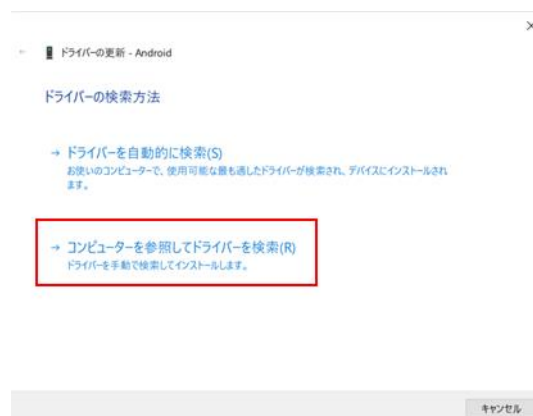 ドライバーの更新 - Android
ドライバーの検索方法
→ ドライバーを自動的に検索(S)
お使いのコンピューターで、使用可能な最も適したドライバーが検索され、デバイスにインストールされ
ます。
→ コンピューターを参照してドライバーを検索(R)
ドライバーを手動で検索してインストールします。
キャンセル